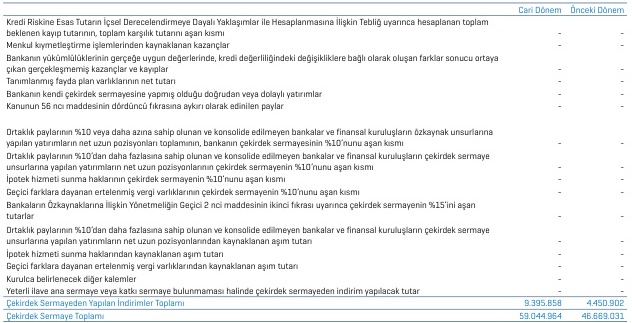 Cari Dönem Önceki Dönem
Kredi Riskine Esas Tutarın İçsel Derecelendirmeye Dayalı Yaklaşımlar ile Hesaplanmasına İlişkin Tebliğ uyarınca hesaplanan toplam
beklenen kayıp tutarının, toplam karşılık tutarını aşan kısmı - -
Menkul kıymetleştirme işlemlerinden kaynaklanan kazançlar - -
Bankanın yükümlülüklerinin gerçeğe uygun değerlerinde, kredi değerliliğindeki değişikliklere bağlı olarak oluşan farklar sonucu ortaya
çıkan gerçekleşmemiş kazançlar ve kayıplar - -
Tanımlanmış fayda plan varlıklarının net tutarı - -
Bankanın kendi çekirdek sermayesine yapmış olduğu doğrudan veya dolaylı yatırımlar - -
Kanunun 56 ncı maddesinin dördüncü fıkrasına aykırı olarak edinilen paylar - -
Ortaklık paylarının %10 veya daha azına sahip olunan ve konsolide edilmeyen bankalar ve finansal kuruluşların özkaynak unsurlarına
yapılan yatırımların net uzun pozisyonları toplamının, bankanın çekirdek sermayesinin %10'nunu aşan kısmı - -
Ortaklık paylarının %10'dan daha fazlasına sahip olunan ve konsolide edilmeyen bankalar ve finansal kuruluşların çekirdek sermaye
unsurlarına yapılan yatırımların net uzun pozisyonlarının çekirdek sermayenin %10'nunu aşan kısmı - -
İpotek hizmeti sunma haklarının çekirdek sermayenin %10'nunu aşan kısmı - -
Geçici farklara dayanan ertelenmiş vergi varlıklarının çekirdek sermayenin %10'nunu aşan kısmı - -
Bankaların Özkaynaklarına İlişkin Yönetmeliğin Geçici 2 nci maddesinin ikinci fıkrası uyarınca çekirdek sermayenin %15'ini aşan
tutarlar - -
Ortaklık paylarının %10'dan daha fazlasına sahip olunan ve konsolide edilmeyen bankalar ve finansal kuruluşların çekirdek sermaye
unsurlarına yapılan yatırımların net uzun pozisyonlarından kaynaklanan aşım tutarı - -
İpotek hizmeti sunma haklarından kaynaklanan aşım tutarı - -
Geçici farklara dayanan ertelenmiş vergi varlıklarından kaynaklanan aşım tutarı - -
Kurulca belirlenecek diğer kalemler - -
Yeterli ilave ana sermaye veya katkı sermaye bulunmaması halinde çekirdek sermayeden indirim yapılacak tutar - -
Çekirdek Sermayeden Yapılan İndirimler Toplamı 9.395.858 4.450.902
Çekirdek Sermaye Toplamı 59.044.964 46.669.031